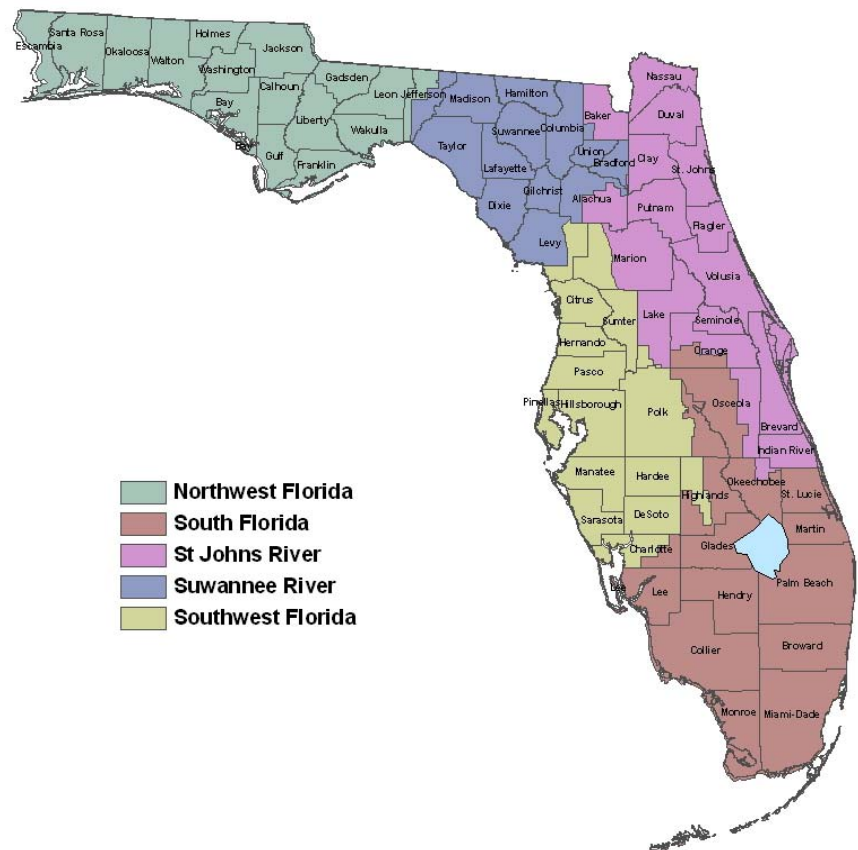 Holmes
Santa Rosa
Escambia
Okaloosa
Walton
Washington
Jackson
Bay
Calhoun
Gadsden
Leon
Jefferson
Liberty
Wakulla
Bay
Gulf
Franklin
Madison
Hamilton
Taylor
Suwannee
Columbia
Lafayette
Union
Bradford
Gilchrist
Alachua
Dixie
Levy
Nassau
Baker
Duval
Clay
St. Johns
Putnam
Flagler
Marion
Volusia
Citrus
Sumter
Lake
Seminole
Hernando
Orange
Pasco
Pinellas
Hillsborough
Polk
Osceola
Brevard
Indian River
Manatee
Hardee
Highlands
Okeechobee
St. Lucie
Sarasota
DeSoto
Martin
Charlotte
Glades
Lee
Lee
Hendry
Palm Beach
Collier
Broward
Monroe
Miami-Dade
Northwest Florida
South Florida
St Johns River
Suwannee River
Southwest Florida